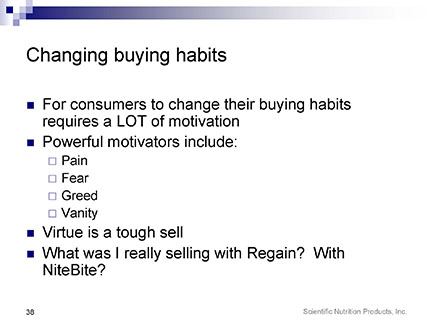 Changing buying habits
For consumers to change their buying habits
requires a LOT of motivation
Powerful motivators include:
Pain
Fear
Greed
Vanity
Virtue is a tough sell
What was I really selling with Regain? With
NiteBite?
38
Scientific Nutrition Products, Inc.